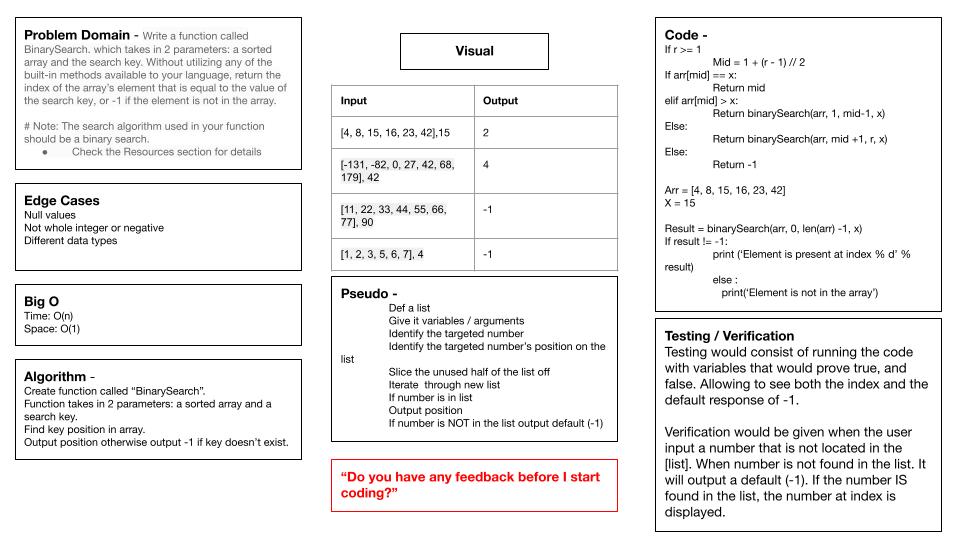 Problem Domain - Write a function called
BinarySearch. which takes in 2 parameters: a sorted
array and the search key. Without utilizing any of the
built-in methods available to your language, return the
index of the array's element that is equal to the value of
the search key, or -1 if the element is not in the array.
# Note: The search algorithm used in your function
should be a binary search.
● Check the Resources section for details
Edge Cases
Null values
Not whole integer or negative
Different data types
Big O
Time: O(n)
Space: O(1)
Algorithm -
Create function called “BinarySearch”.
Function takes in 2 parameters: a sorted array and a
search key.
Find key position in array.
Output position otherwise output -1 if key doesn't exist.
Visual
Input Output
[4, 8, 15, 16, 23, 42],15 2
[-131, -82, 0, 27, 42, 68, 4
179], 42
[11, 22, 33, 44, 55, 66, -1
77], 90
[1, 2, 3, 5, 6, 7], 4 -1
Pseudo -
Def a list
Give it variables / arguments
Identify the targeted number
Identify the targeted number's position on the
list
Slice the unused half of the list off
Iterate through new list
If number is in list
Output position
If number is NOT in the list output default (-1)
“Do you have any feedback before I start
coding?”
Code -
If r >= 1
Mid = 1 + (r - 1) // 2
If arr[mid] == x:
Return mid
elif arr[mid] > x:
Return binarySearch(arr, 1, mid-1, x)
Else:
Return binarySearch(arr, mid +1, r, x)
Else:
Return -1
Arr = [4, 8, 15, 16, 23, 42]
X = 15
Result = binarySearch(arr, 0, len(arr) -1, x)
If result != -1:
print (‘Element is present at index % d’ %
result)
else :
print(‘Element is not in the array’)
Testing / Verification
Testing would consist of running the code
with variables that would prove true, and
false. Allowing to see both the index and the
default response of -1.
Verification would be given when the user
input a number that is not located in the
[list]. When number is not found in the list. It
will output a default (-1). If the number IS
found in the list, the number at index is
displayed.